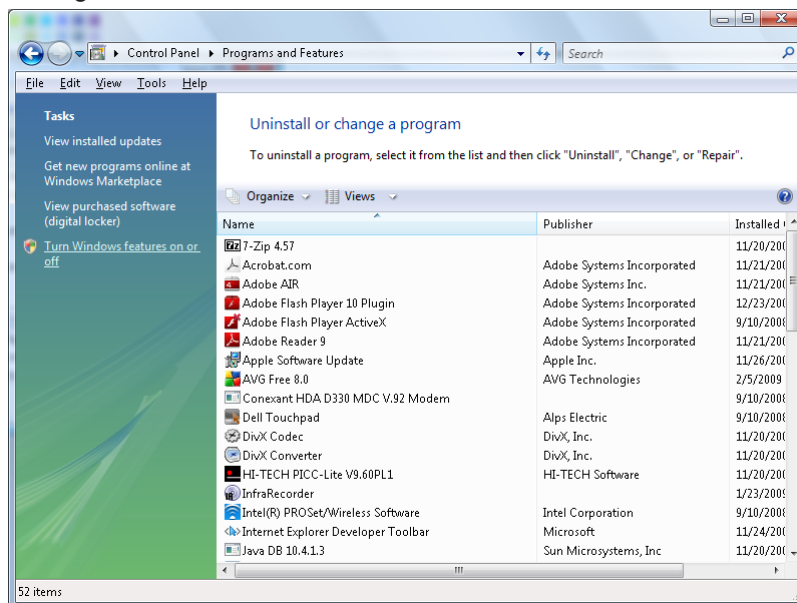 Control Panel Programs and Features Search
File Edit View Tools Help
Tasks
View installed updates
Get new programs online at
Windows Marketplace
View purchased software
(digital locker)
Turn Windows features on or
off
Uninstall or change a program
To uninstall a program, select it from the list and then click "Uninstall", "Change", or "Repair".
Organize Views
Name Publisher Installed
7-Zip 4.57 11/20/200
Acrobat.com Adobe Systems Incorporated 11/21/200
Adobe AIR Adobe Systems Inc. 11/21/200
Adobe Flash Player 10 Plugin Adobe Systems Incorporated 12/23/200
Adobe Flash Player ActiveX Adobe Systems Incorporated 9/10/2008
Adobe Reader 9 Adobe Systems Incorporated 11/21/200
Apple Software Update Apple Inc. 11/26/200
AVG Free 8.0 AVG Technologies 2/5/2009
Conexant HDA D330 MDC V.92 Modem 9/10/2008
Dell Touchpad Alps Electric 9/10/2008
DivX Codec DivX, Inc. 11/20/200
DivX Converter DivX, Inc. 11/20/200
HI-TECH PICC-Lite V9.60PL1 HI-TECH Software 11/20/200
InfraRecorder 1/23/2009
Intel(R) PROSet/Wireless Software Intel Corporation 9/10/2008
Internet Explorer Developer Toolbar Microsoft 11/24/200
Java DB 10.4.1.3 Sun Microsystems, Inc 11/20/200
52 items